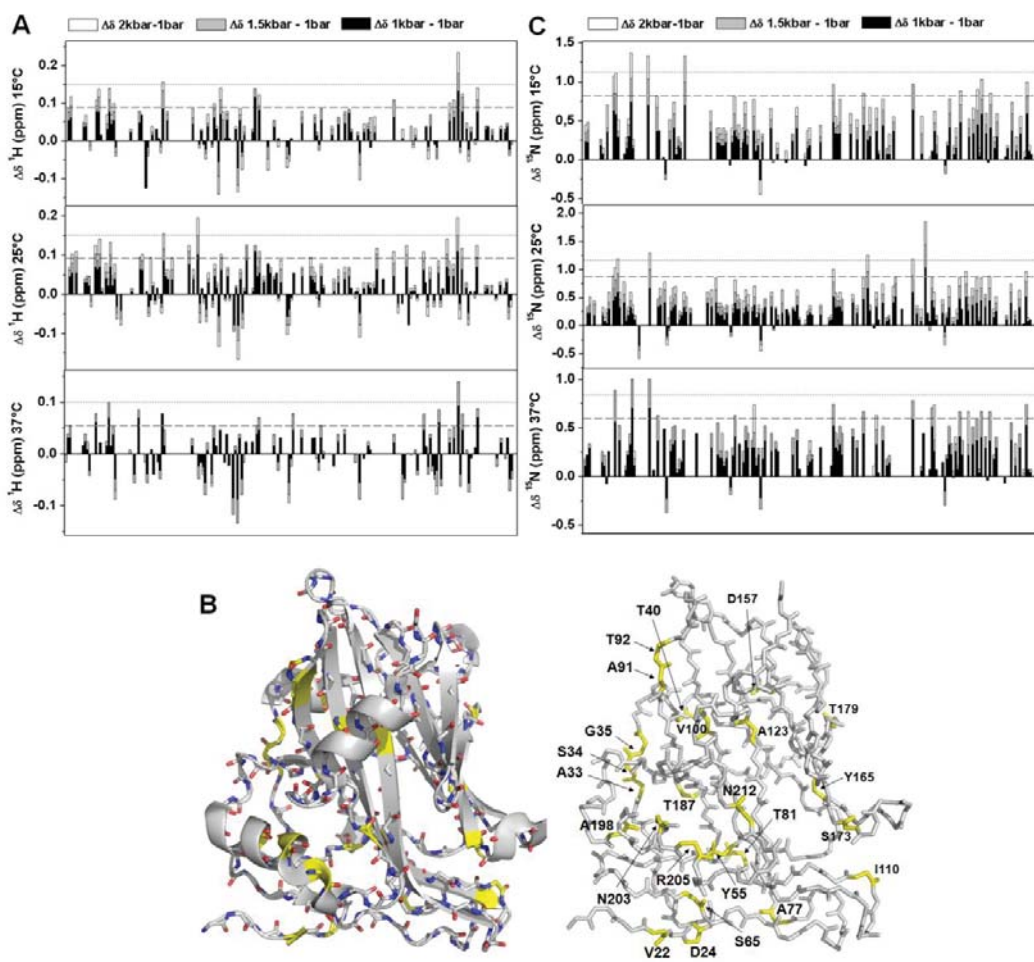 Δδ 2kbar-1bar Δδ 1.5kbar - 1bar Δδ 1kbar - 1bar
A
Δδ ¹H (ppm) 15°C
0.2
0.1
0.0
-0.1
Δδ ¹H (ppm) 25°C
0.2
0.1
0.0
-0.1
Δδ ¹H (ppm) 37°C
0.1
0.0
-0.1
Δδ 2kbar-1bar Δδ 1.5kbar - 1bar Δδ 1kbar - 1bar
C
Δδ ¹⁵N (ppm) 15°C
1.5
1.0
0.5
0.0
-0.5
Δδ ¹⁵N (ppm) 25°C
2.0
1.5
1.0
0.5
0.0
-0.5
Δδ ¹⁵N (ppm) 37°C
1.0
0.5
0.0
-0.5
B
D157
T40
T92
A91
T179
V100
A123
G35
S34
A33
Y165
N212
T187
T81
A198
S173
I110
R205
Y55
N203
A77
S65
V22
D24